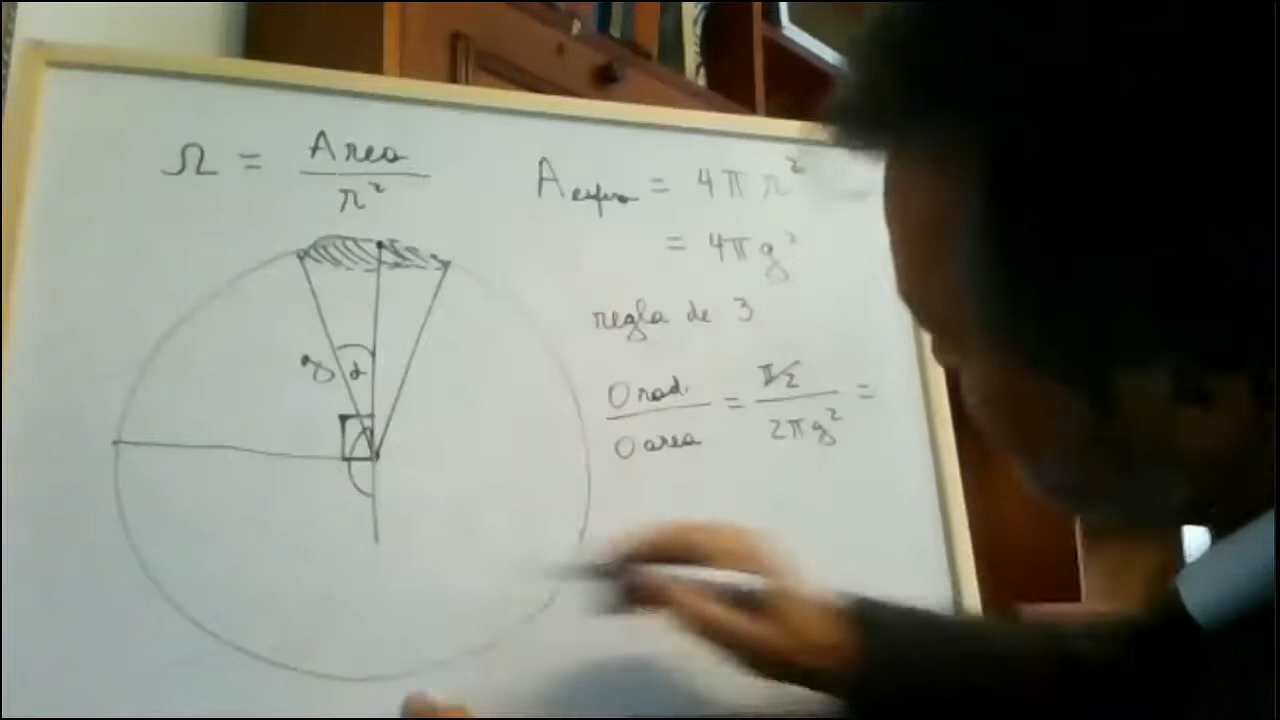 Ω = Area / r²
A esfera = 4π r²
= 4π g²
regla de 3
0 rad. / 0 area = π/2 / 2π g² =
g α